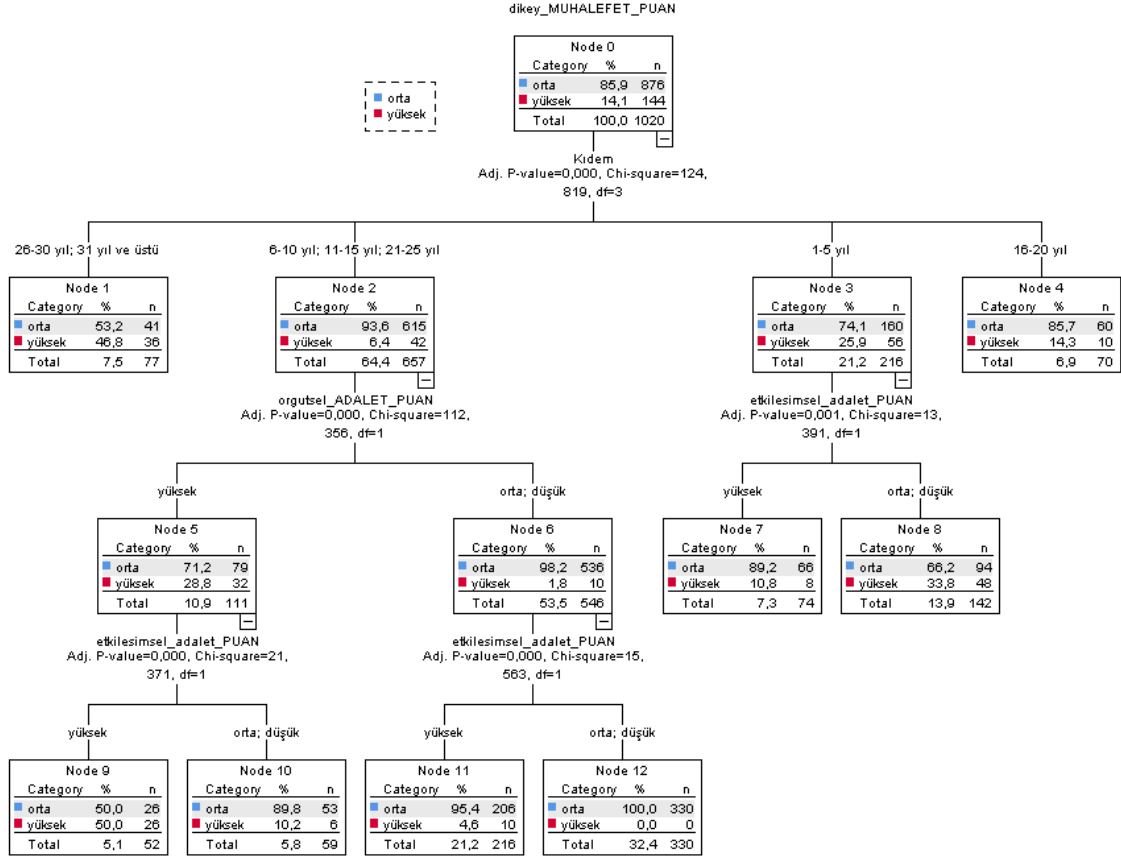 dikey_MUHALEFET_PUAN
Node 0
Category % n
orta 85,9 876
yüksek 14,1 144
Total 100,0 1020
orta
yüksek
Kıdem
Adj. P-value=0,000, Chi-square=124,
819, df=3
26-30 yıl; 31 yıl ve üstü
6-10 yıl; 11-15 yıl; 21-25 yıl
1-5 yıl
16-20 yıl
Node 1
Category % n
orta 53,2 41
yüksek 46,8 36
Total 7,5 77
Node 2
Category % n
orta 93,6 615
yüksek 6,4 42
Total 64,4 657
Node 3
Category % n
orta 74,1 160
yüksek 25,9 56
Total 21,2 216
Node 4
Category % n
orta 85,7 60
yüksek 14,3 10
Total 6,9 70
orgutsel_ADALET_PUAN
Adj. P-value=0,000, Chi-square=112,
356, df=1
etkilesimsel_adalet_PUAN
Adj. P-value=0,001, Chi-square=13,
391, df=1
yüksek
orta; düşük
yüksek
orta; düşük
Node 5
Category % n
orta 71,2 79
yüksek 28,8 32
Total 10,9 111
Node 6
Category % n
orta 98,2 536
yüksek 1,8 10
Total 53,5 546
Node 7
Category % n
orta 89,2 66
yüksek 10,8 8
Total 7,3 74
Node 8
Category % n
orta 66,2 94
yüksek 33,8 48
Total 13,9 142
etkilesimsel_adalet_PUAN
Adj. P-value=0,000, Chi-square=21,
371, df=1
etkilesimsel_adalet_PUAN
Adj. P-value=0,000, Chi-square=15,
563, df=1
yüksek
orta; düşük
yüksek
orta; düşük
Node 9
Category % n
orta 50,0 26
yüksek 50,0 26
Total 5,1 52
Node 10
Category % n
orta 89,8 53
yüksek 10,2 6
Total 5,8 59
Node 11
Category % n
orta 95,4 206
yüksek 4,6 10
Total 21,2 216
Node 12
Category % n
orta 100,0 330
yüksek 0,0 0
Total 32,4 330